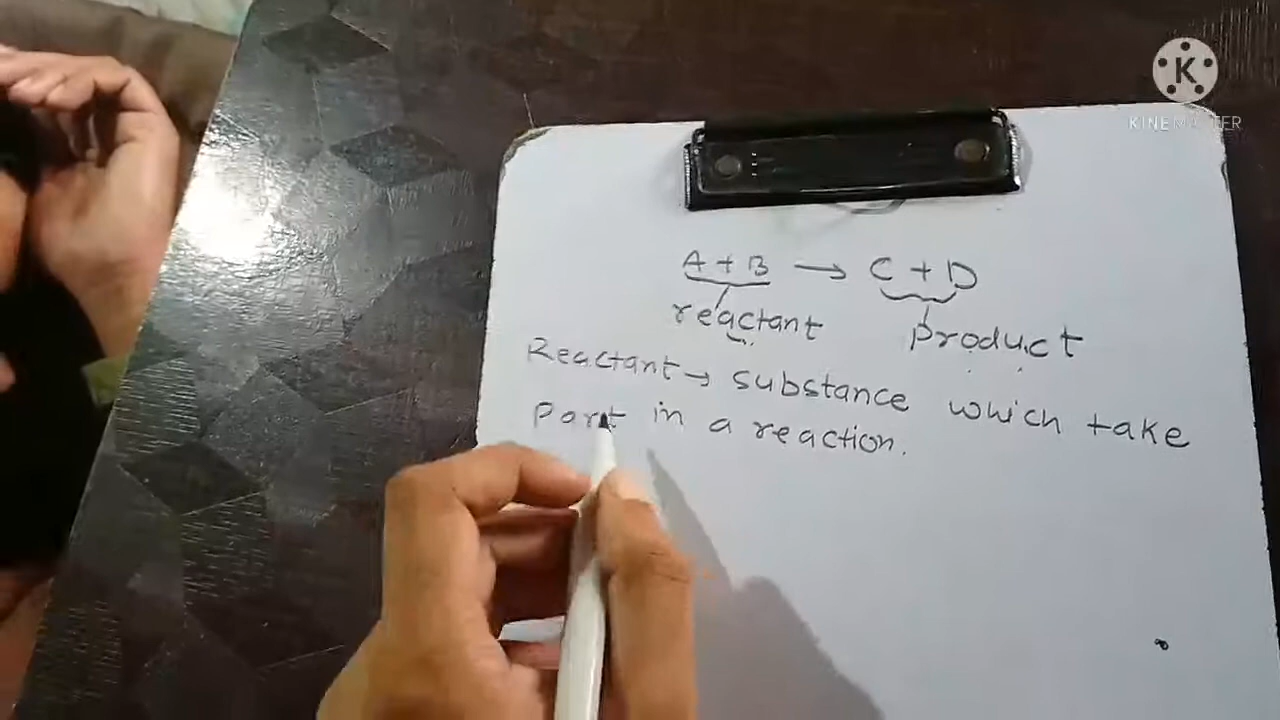 K
KINEMASTER
A + B → C + D
reactant product
Reactant → substance which take
part in a reaction.